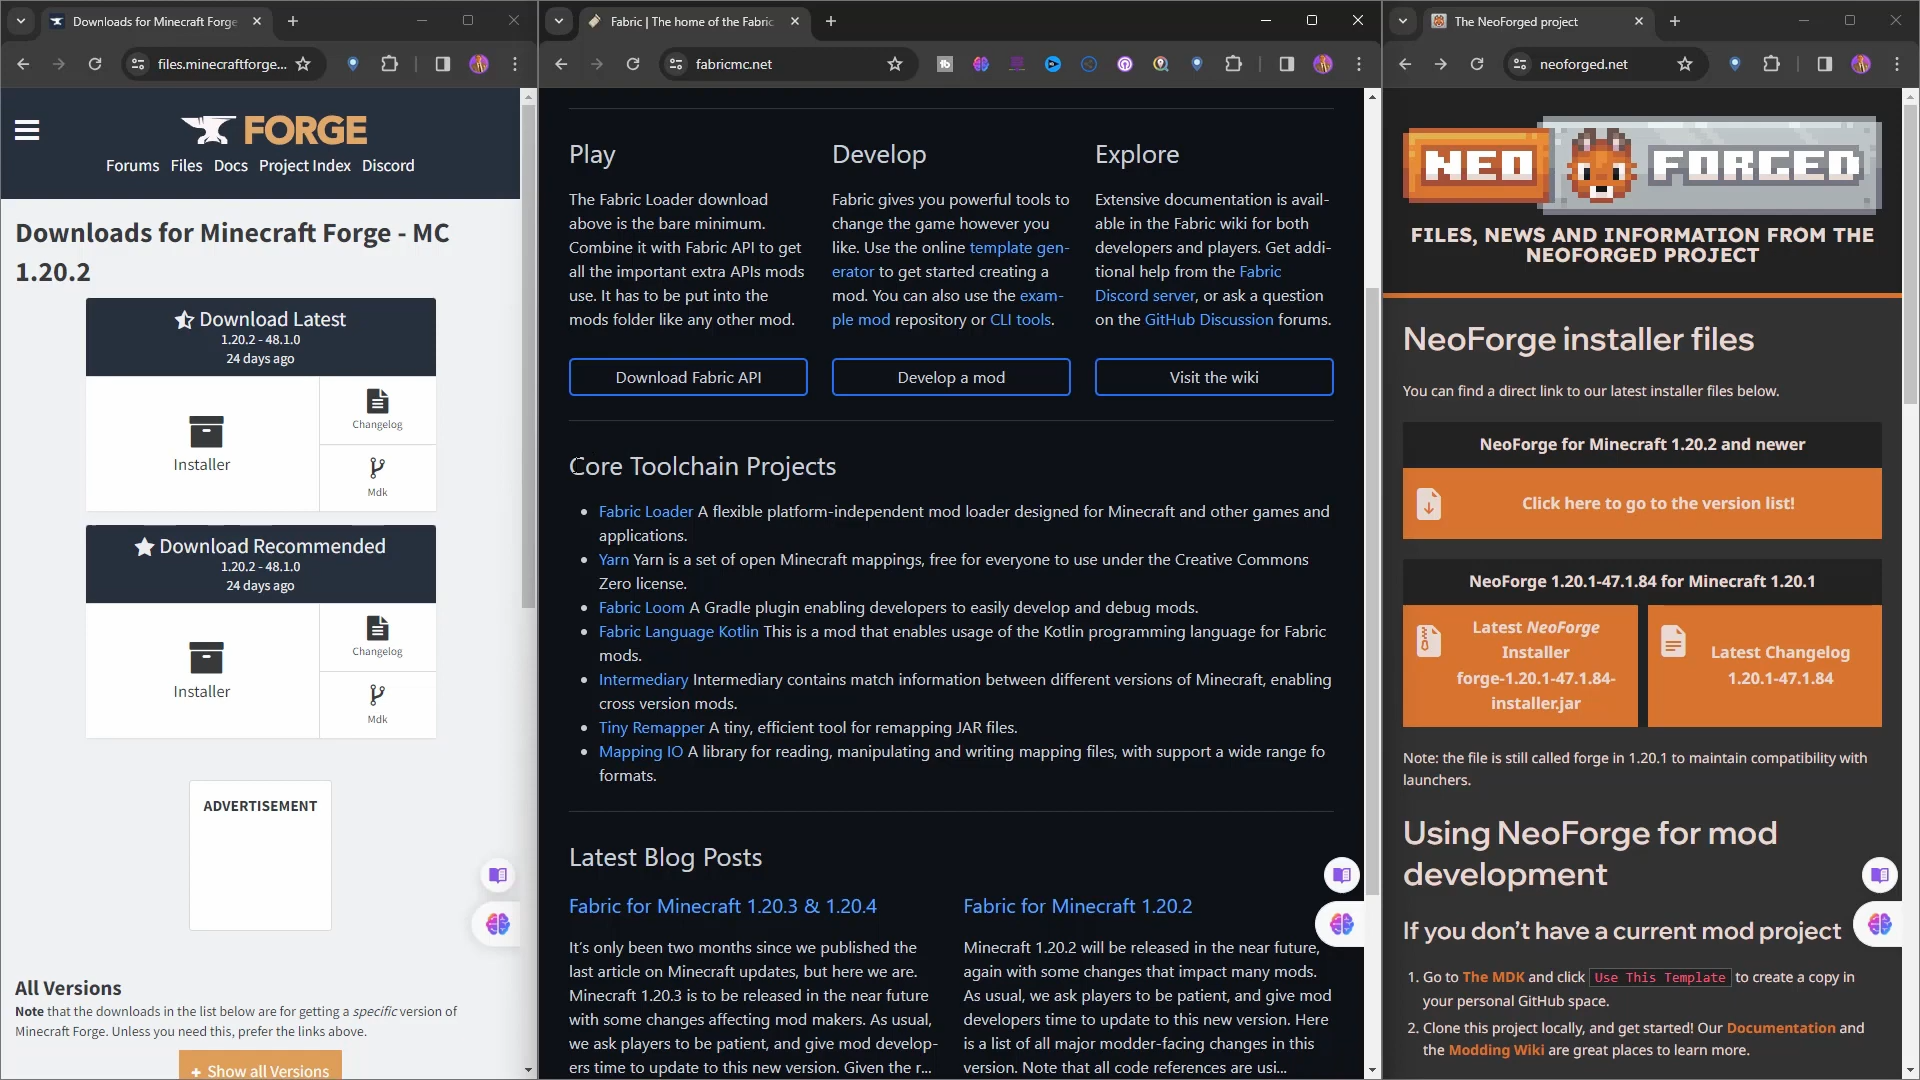 Downloads for Minecraft Forge
files.minecraftforge...
FORGE
Forums Files Docs Project Index Discord
Downloads for Minecraft Forge - MC
1.20.2
Download Latest
1.20.2 - 48.1.0
24 days ago
Installer
Changelog
Mdk
Download Recommended
1.20.2 - 48.1.0
24 days ago
Installer
Changelog
Mdk
ADVERTISEMENT
All Versions
Note that the downloads in the list below are for getting a specific version of
Minecraft Forge. Unless you need this, prefer the links above.
+ Show all Versions
Fabric | The home of the Fabric
fabricmc.net
Play
The Fabric Loader download
above is the bare minimum.
Combine it with Fabric API to get
all the important extra APIs mods
use. It has to be put into the
mods folder like any other mod.
Download Fabric API
Develop
Fabric gives you powerful tools to
change the game however you
like. Use the online template gen-
erator to get started creating a
mod. You can also use the exam-
ple mod repository or CLI tools.
Develop a mod
Explore
Extensive documentation is avail-
able in the Fabric wiki for both
developers and players. Get addi-
tional help from the Fabric
Discord server, or ask a question
on the GitHub Discussion forums.
Visit the wiki
Core Toolchain Projects
• Fabric Loader A flexible platform-independent mod loader designed for Minecraft and other games and
applications.
• Yarn Yarn is a set of open Minecraft mappings, free for everyone to use under the Creative Commons
Zero license.
• Fabric Loom A Gradle plugin enabling developers to easily develop and debug mods.
• Fabric Language Kotlin This is a mod that enables usage of the Kotlin programming language for Fabric
mods.
• Intermediary Intermediary contains match information between different versions of Minecraft, enabling
cross version mods.
• Tiny Remapper A tiny, efficient tool for remapping JAR files.
• Mapping IO A library for reading, manipulating and writing mapping files, with support a wide range fo
formats.
Latest Blog Posts
Fabric for Minecraft 1.20.3 & 1.20.4
It's only been two months since we published the
last article on Minecraft updates, but here we are.
Minecraft 1.20.3 is to be released in the near future
with some changes affecting mod makers. As usual,
we ask players to be patient, and give mod develop-
ers time to update to this new version. Given the r...
Fabric for Minecraft 1.20.2
Minecraft 1.20.2 will be released in the near future,
again with some changes that impact many mods.
As usual, we ask players to be patient, and give mod
developers time to update to this new version. Here
is a list of all major modder-facing changes in this
version. Note that all code references are usi...
The NeoForged project
neoforged.net
NEO FORGED
FILES, NEWS AND INFORMATION FROM THE
NEOFORGED PROJECT
NeoForge installer files
You can find a direct link to our latest installer files below.
NeoForge for Minecraft 1.20.2 and newer
Click here to go to the version list!
NeoForge 1.20.1-47.1.84 for Minecraft 1.20.1
Latest NeoForge
Installer
forge-1.20.1-47.1.84-
installer.jar
Latest Changelog
1.20.1-47.1.84
Note: the file is still called forge in 1.20.1 to maintain compatibility with
launchers.
Using NeoForge for mod
development
If you don't have a current mod project
1. Go to The MDK and click Use This Template to create a copy in
your personal GitHub space.
2. Clone this project locally, and get started! Our Documentation and
the Modding Wiki are great places to learn more.